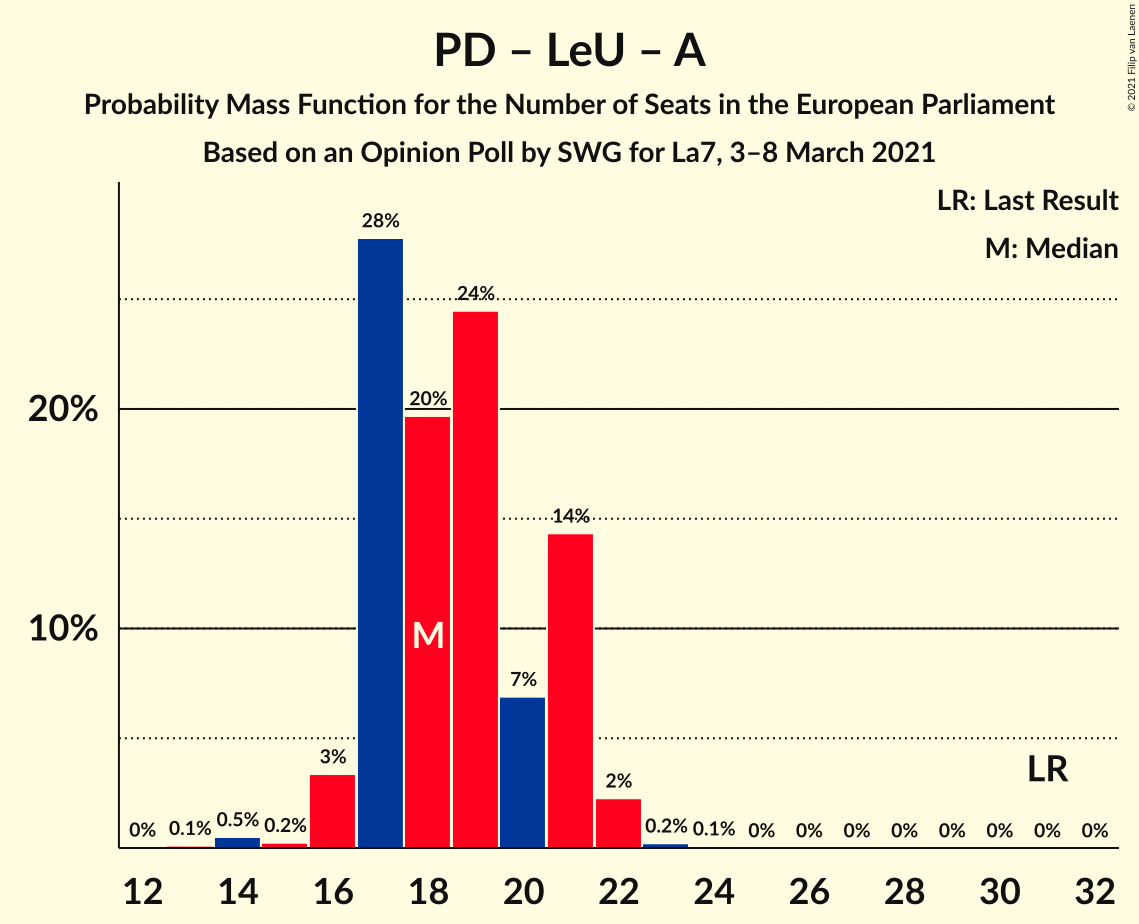 PD – LeU – A
Probability Mass Function for the Number of Seats in the European Parliament
Based on an Opinion Poll by SWG for La7, 3–8 March 2021
© 2021 Filip van Laenen
LR: Last Result
M: Median
28%
24%
20%
20%
14%
10%
M
7%
3%
2%
LR
0% 0.1% 0.5% 0.2% 0.2% 0.1% 0% 0% 0% 0% 0% 0% 0% 0%
12 14 16 18 20 22 24 26 28 30 32